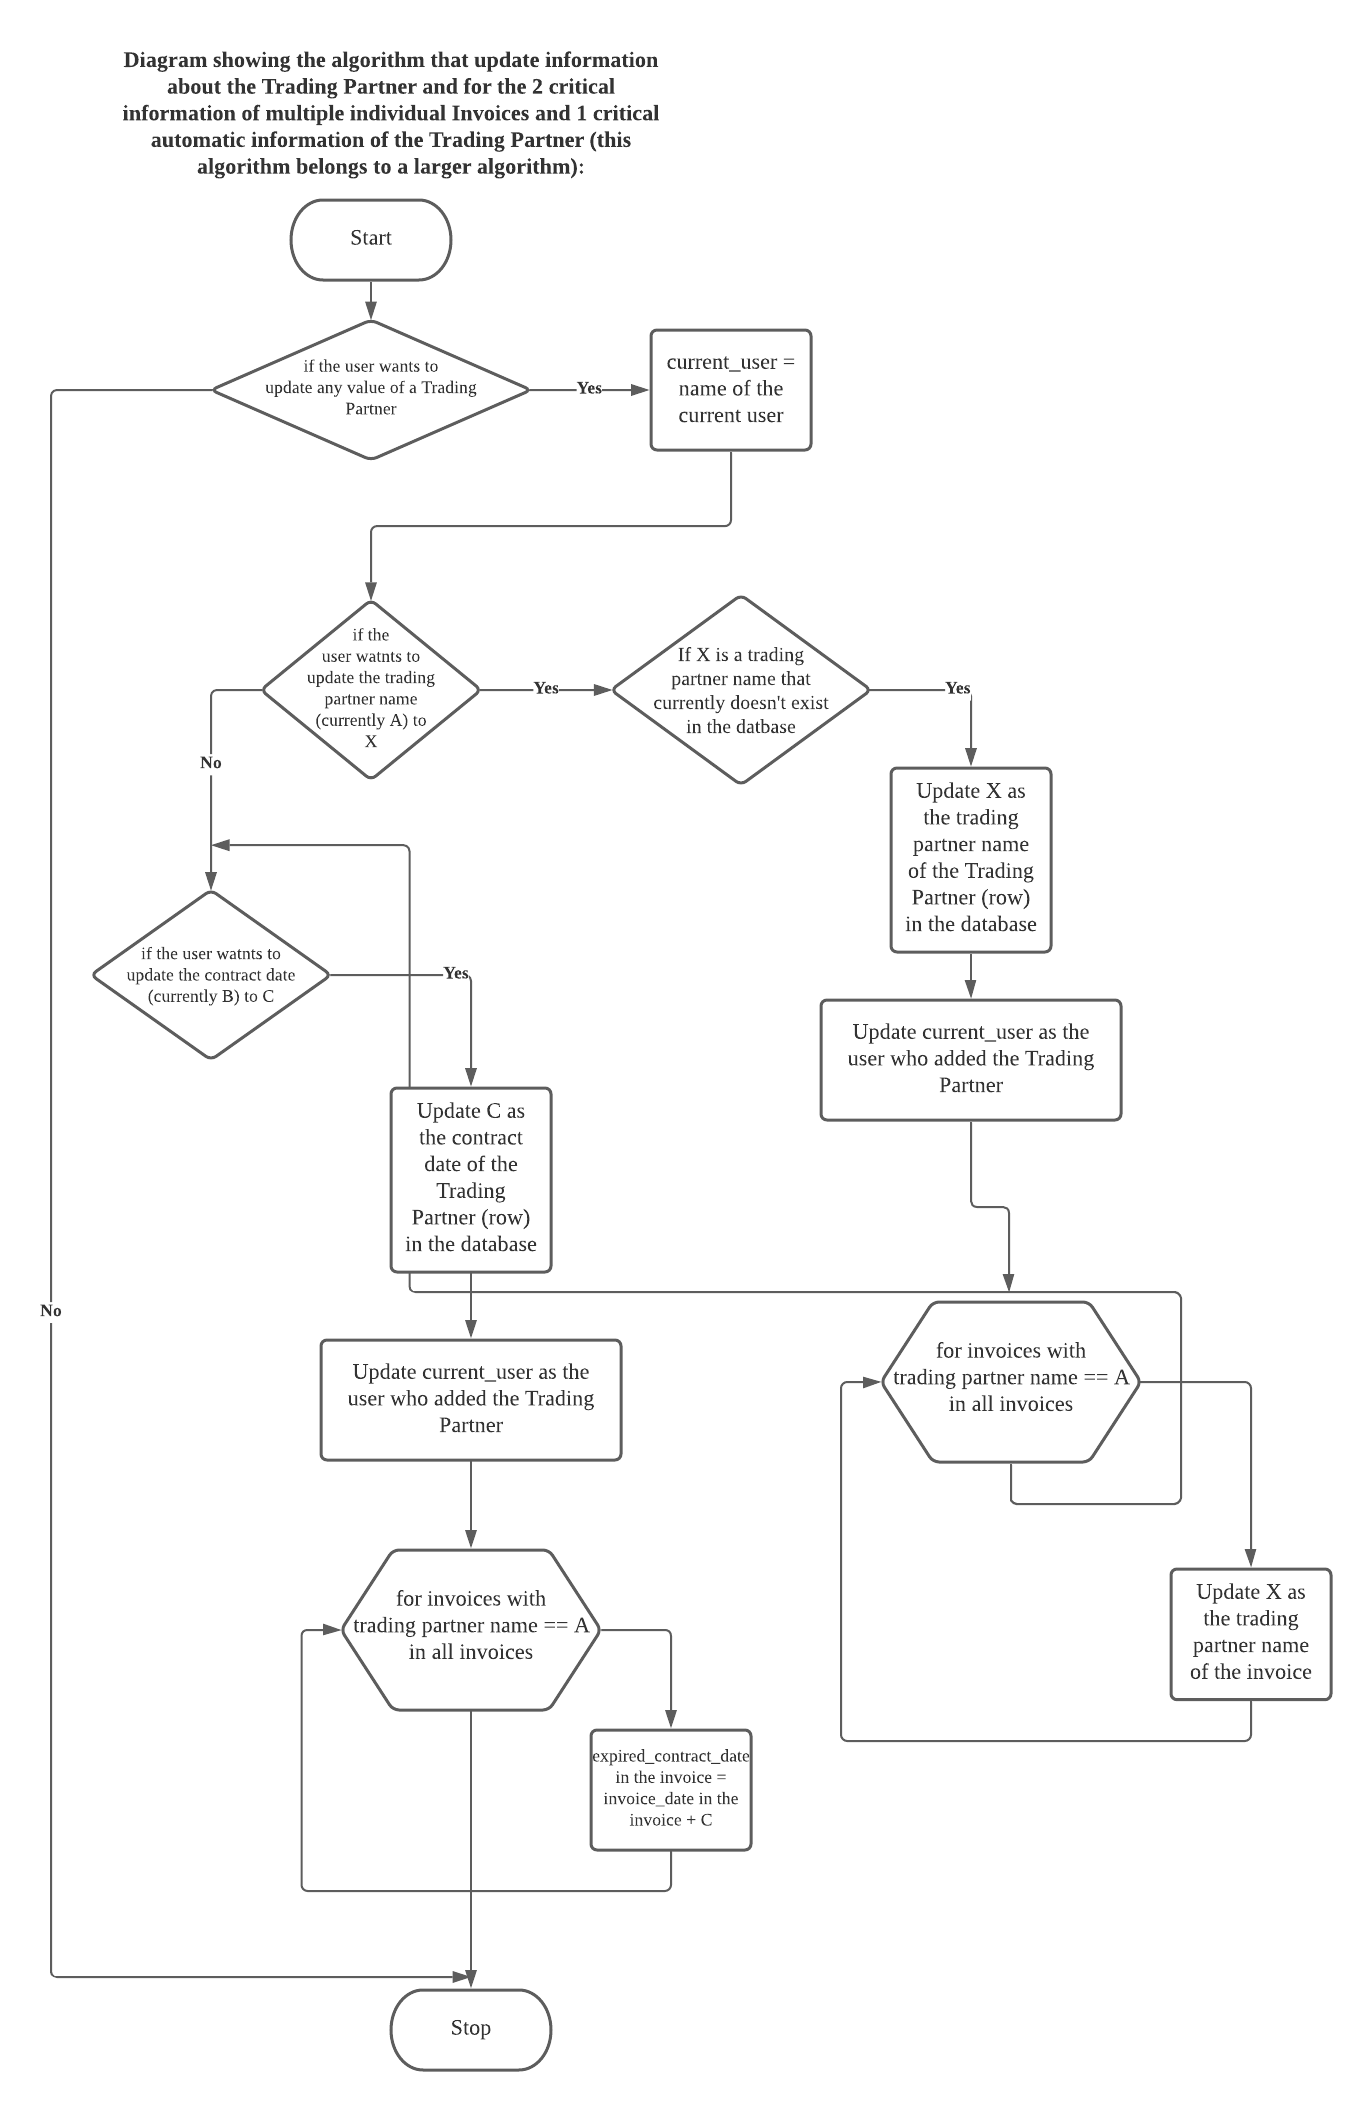 Diagram showing the algorithm that update information
about the Trading Partner and for the 2 critical
information of multiple individual Invoices and 1 critical
automatic information of the Trading Partner (this
algorithm belongs to a larger algorithm):
Start
if the user wants to
update any value of a Trading
Partner
Yes
current_user =
name of the
current user
if the
user watnts to
update the trading
partner name
(currently A) to
X
Yes
If X is a trading
partner name that
currently doesn't exist
in the datbase
Yes
No
Update X as
the trading
partner name
of the Trading
Partner (row)
in the database
if the user watnts to
update the contract date
(currently B) to C
Yes
Update current_user as the
user who added the Trading
Partner
Update C as
the contract
date of the
Trading
Partner (row)
in the database
No
Update current_user as the
user who added the Trading
Partner
for invoices with
trading partner name == A
in all invoices
for invoices with
trading partner name == A
in all invoices
Update X as
the trading
partner name
of the invoice
expired_contract_date
in the invoice =
invoice_date in the
invoice + C
Stop